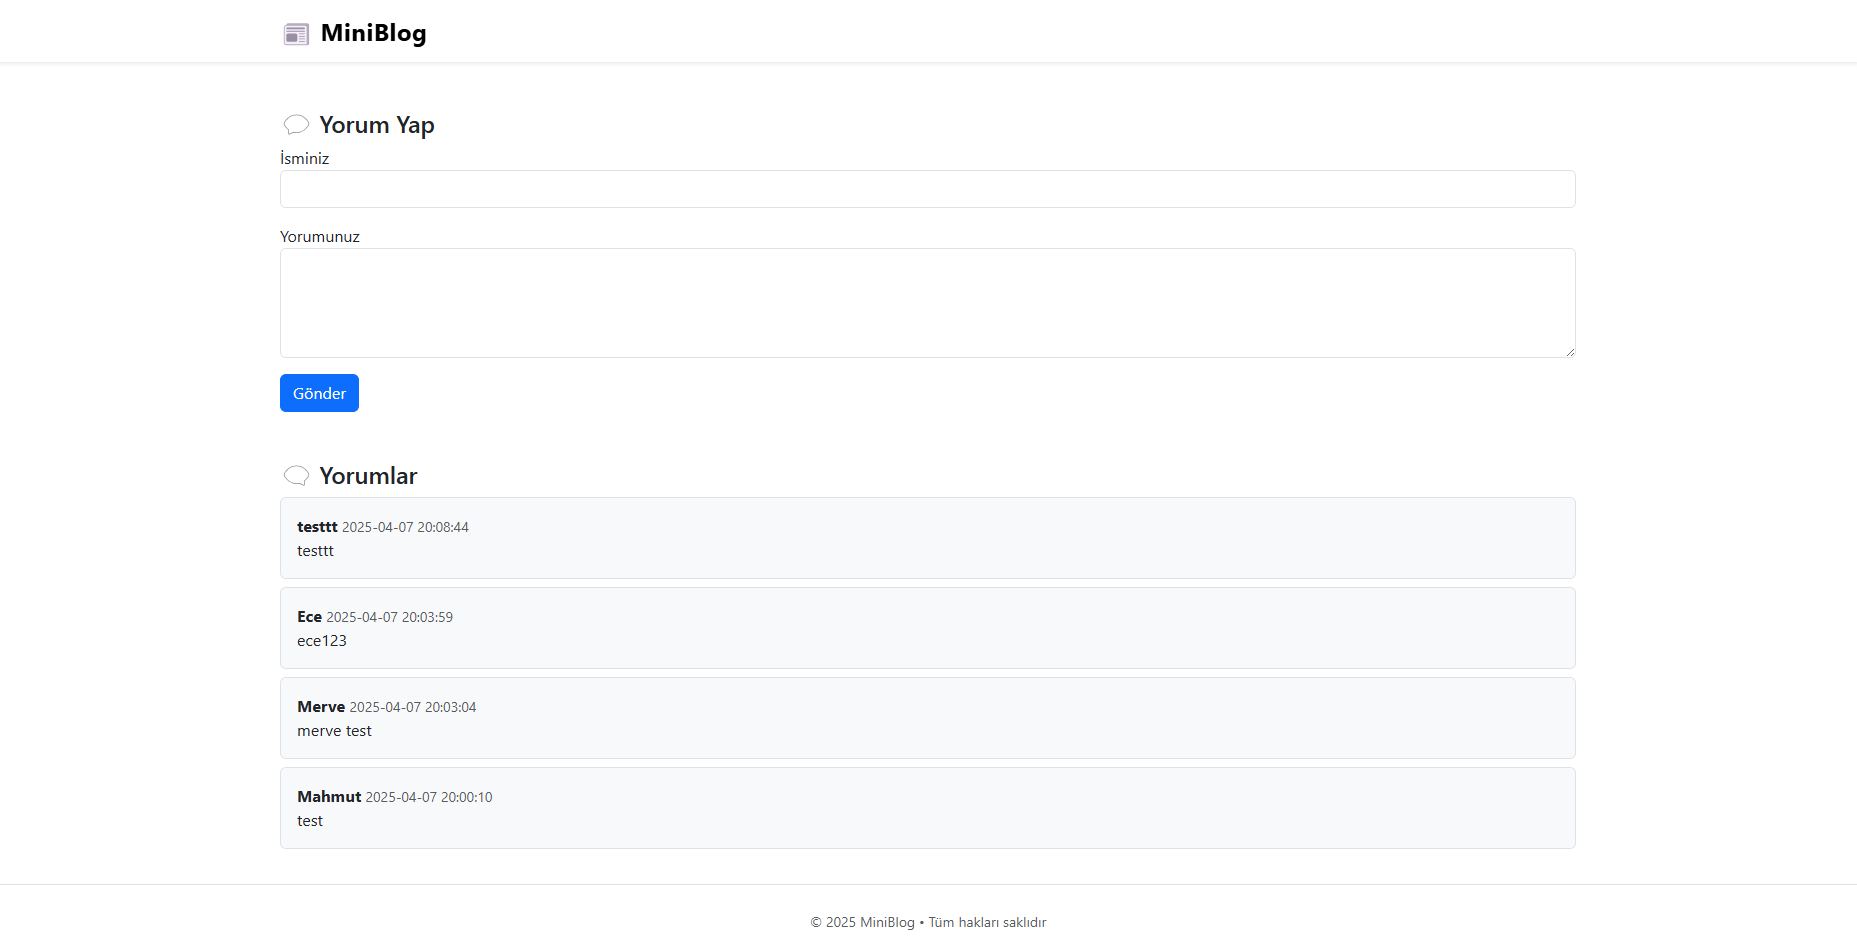 MiniBlog
Yorum Yap
İsminiz
Yorumunuz
Gönder
Yorumlar
testtt 2025-04-07 20:08:44
testtt
Ece 2025-04-07 20:03:59
ece123
Merve 2025-04-07 20:03:04
merve test
Mahmut 2025-04-07 20:00:10
test
© 2025 MiniBlog • Tüm hakları saklıdır